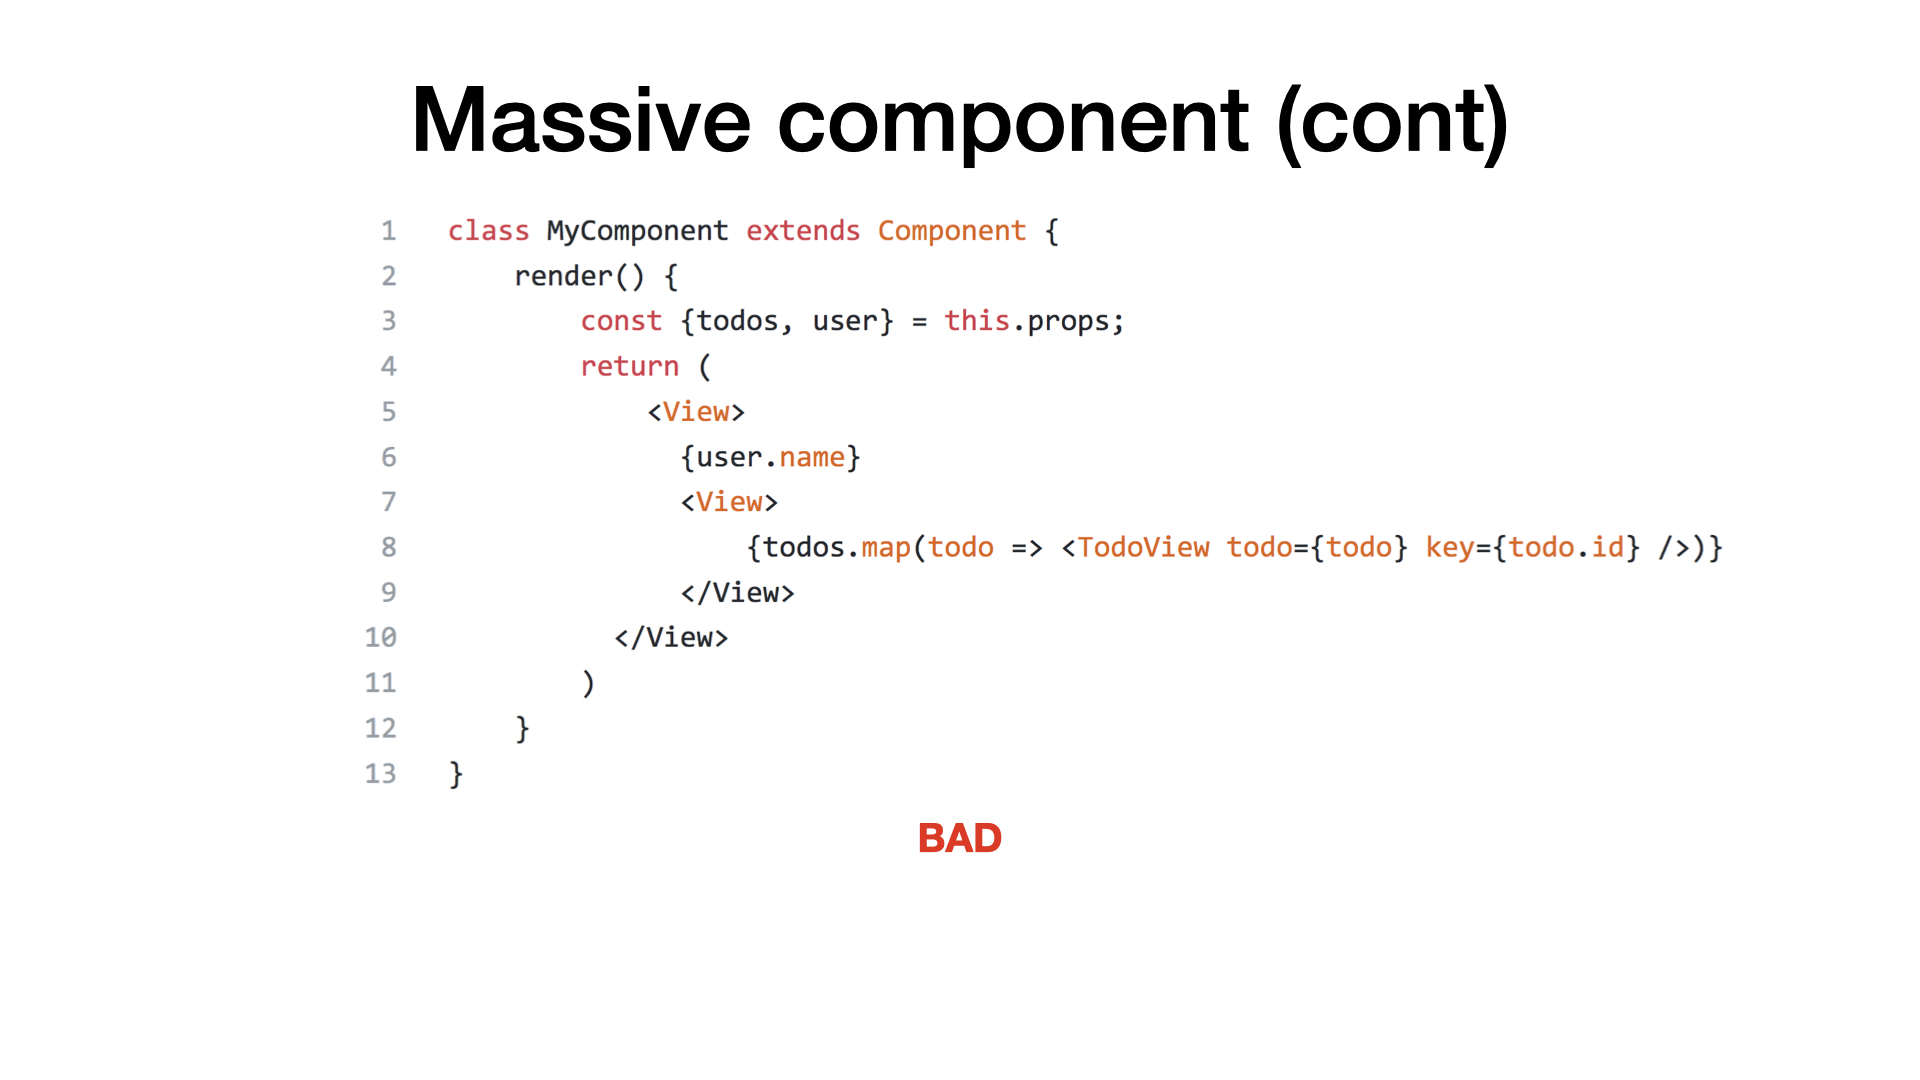 Massive component (cont)
1 class MyComponent extends Component {
2 render() {
3 const {todos, user} = this.props;
4 return (
5 <View>
6 {user.name}
7 <View>
8 {todos.map(todo => <TodoView todo={todo} key={todo.id} />)}
9 </View>
10 </View>
11 )
12 }
13 }
BAD